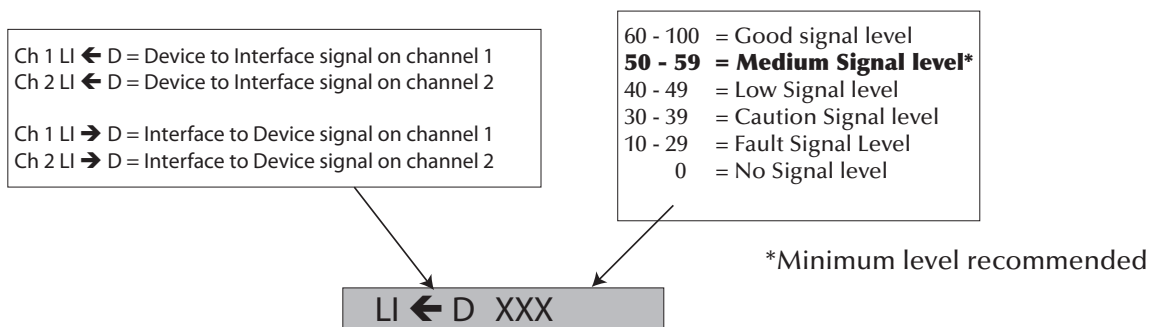 Ch 1 LI 🡸 D = Device to Interface signal on channel 1
Ch 2 LI 🡸 D = Device to Interface signal on channel 2
Ch 1 LI ➔ D = Interface to Device signal on channel 1
Ch 2 LI ➔ D = Interface to Device signal on channel 2
60 - 100 = Good signal level
50 - 59 = Medium Signal level*
40 - 49 = Low Signal level
30 - 39 = Caution Signal level
10 - 29 = Fault Signal Level
0 = No Signal level
*Minimum level recommended
LI 🡸 D XXX